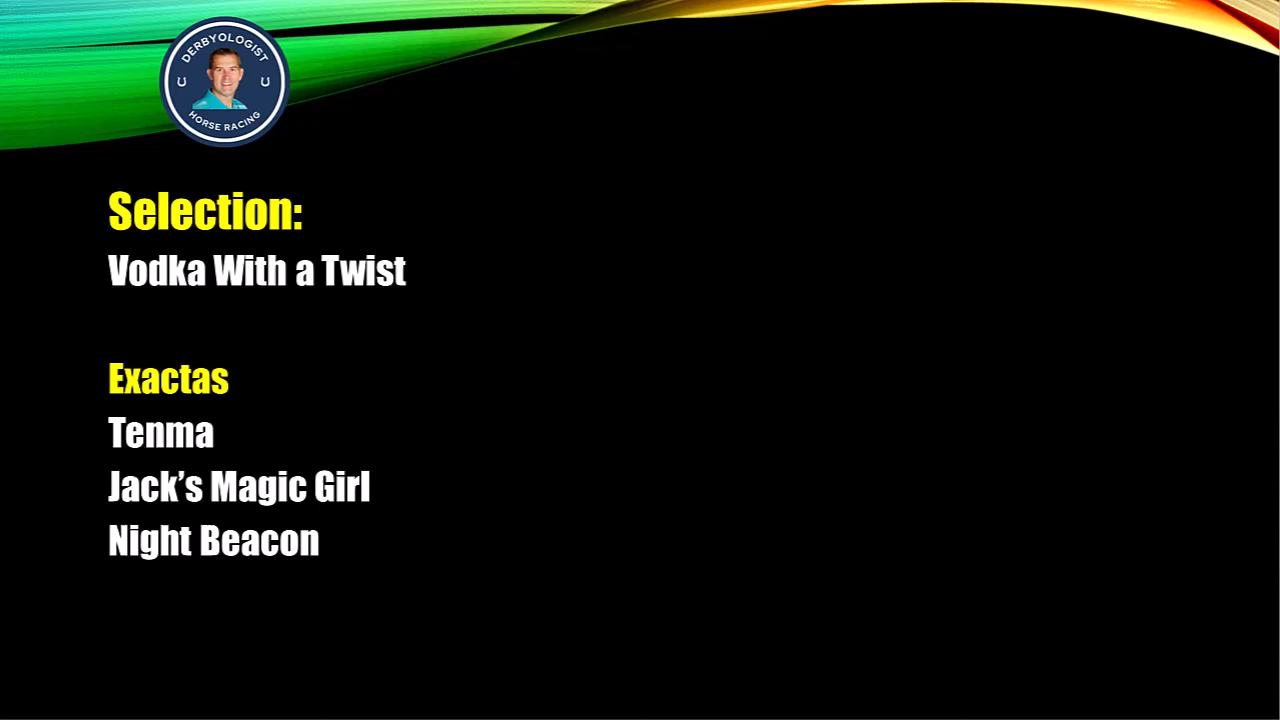 DERBYOLOGIST
HORSE RACING
Selection:
Vodka With a Twist
Exactas
Tenma
Jack’s Magic Girl
Night Beacon